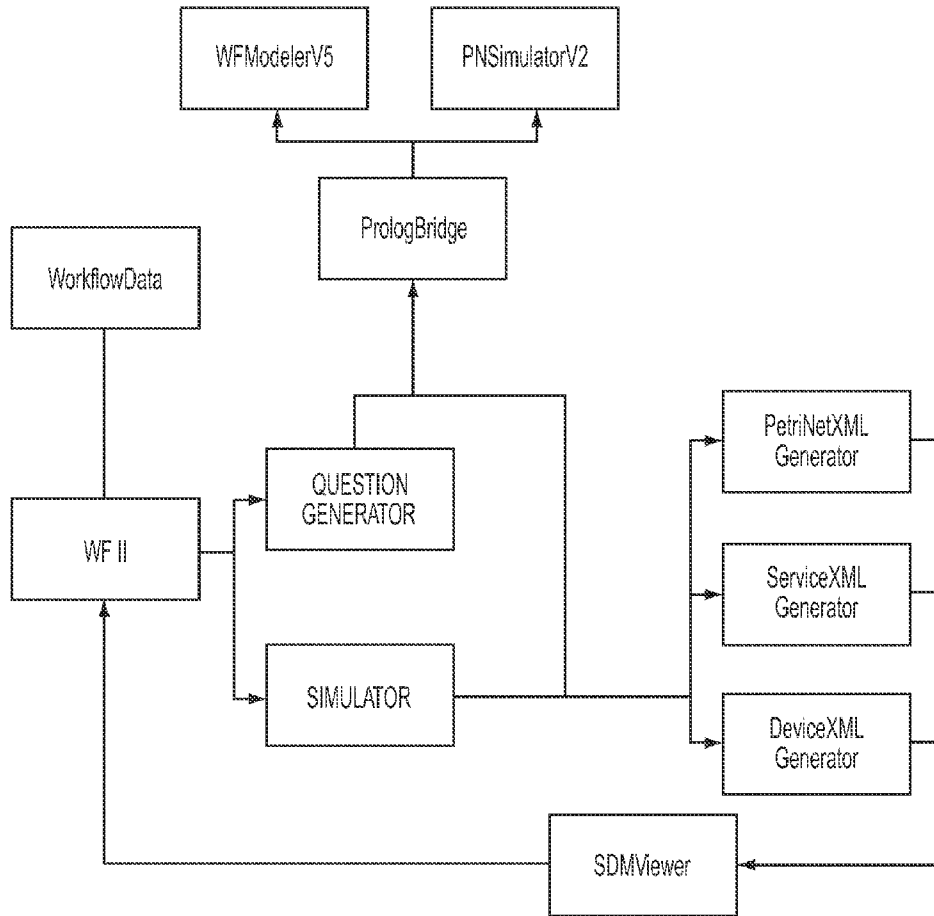 WFModelerV5
PNSimulatorV2
PrologBridge
WorkflowData
PetriNetXML
Generator
QUESTION
GENERATOR
WF II
ServiceXML
Generator
SIMULATOR
DeviceXML
Generator
SDMViewer